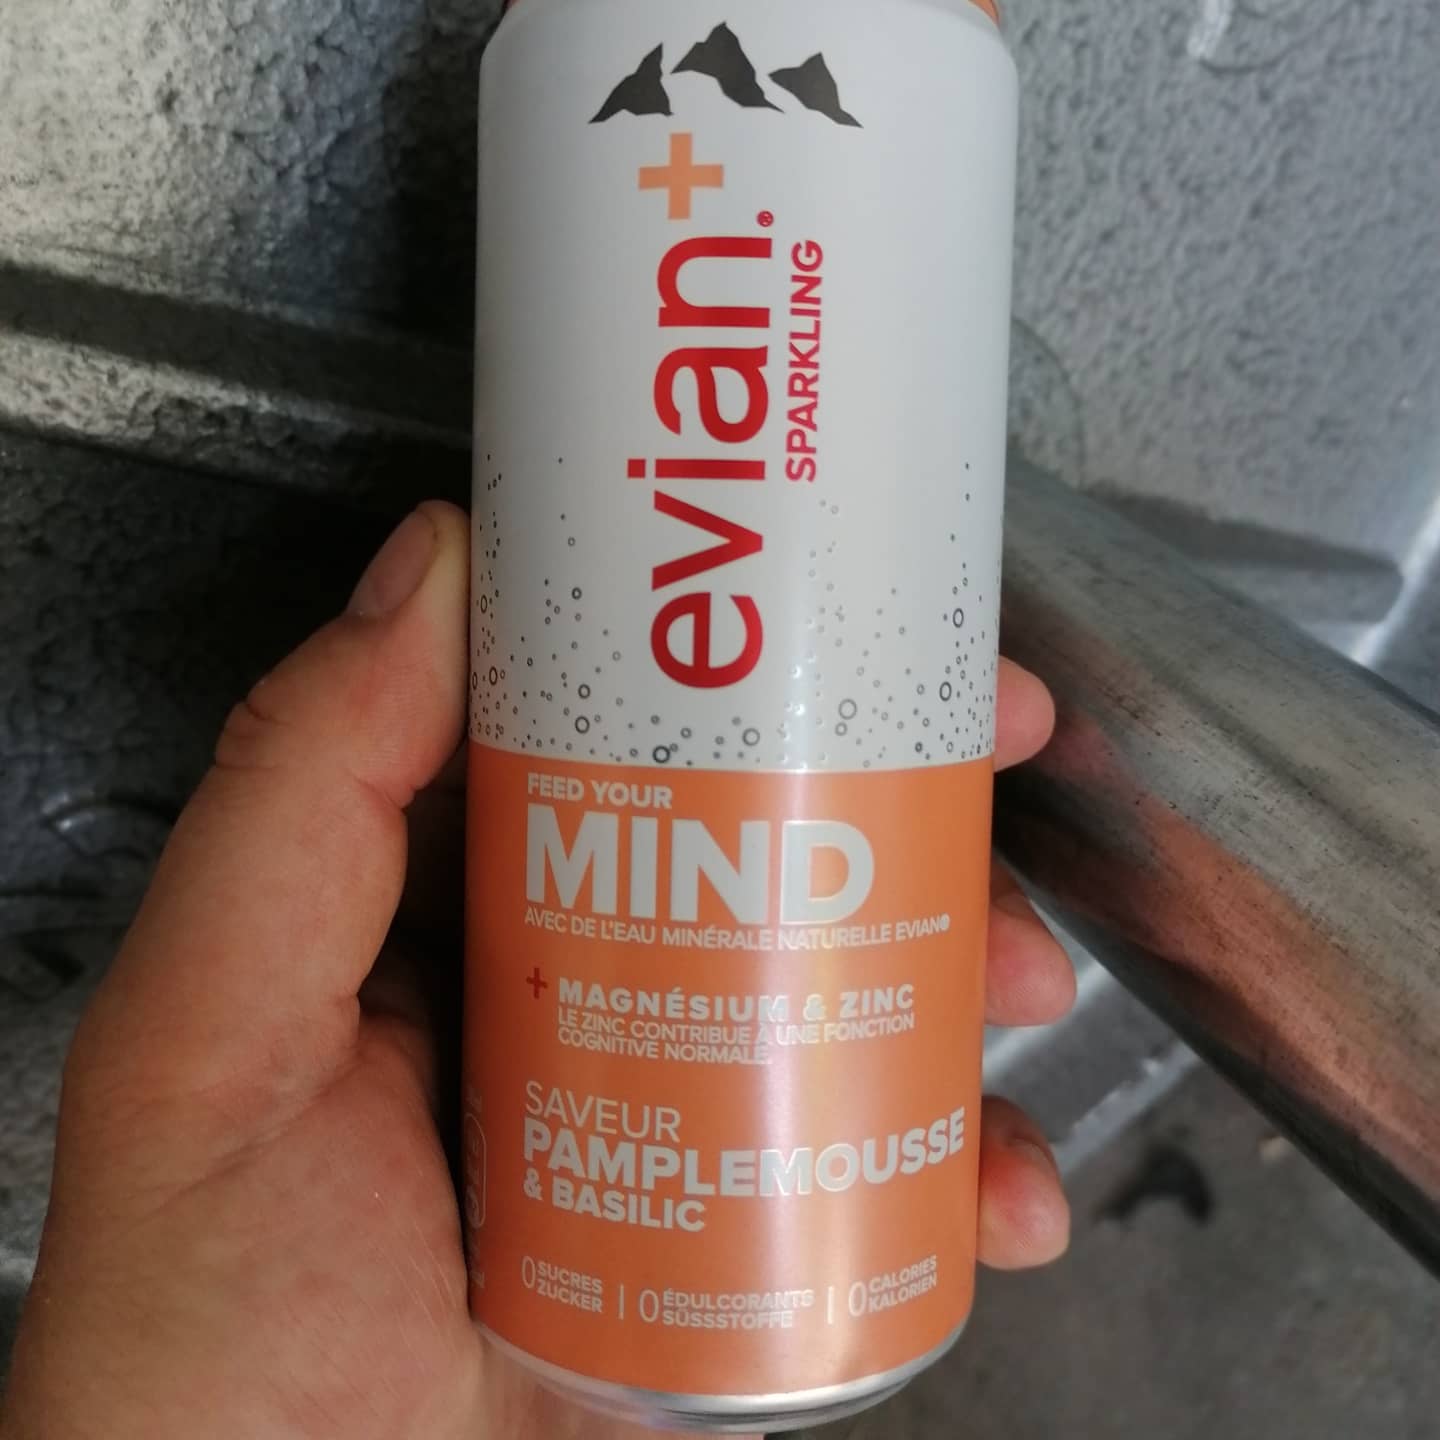 evian+®
SPARKLING
FEED YOUR
MIND
AVEC DE L'EAU MINÉRALE NATURELLE EVIAN®
+ MAGNÉSIUM & ZINC
LE ZINC CONTRIBUE À UNE FONCTION
COGNITIVE NORMALE.
SAVEUR
PAMPLEMOUSSE
& BASILIC
0 SUCRES | 0 ÉDULCORANTS | 0 CALORIES
ZUCKER SÜSSSTOFFE KALORIEN